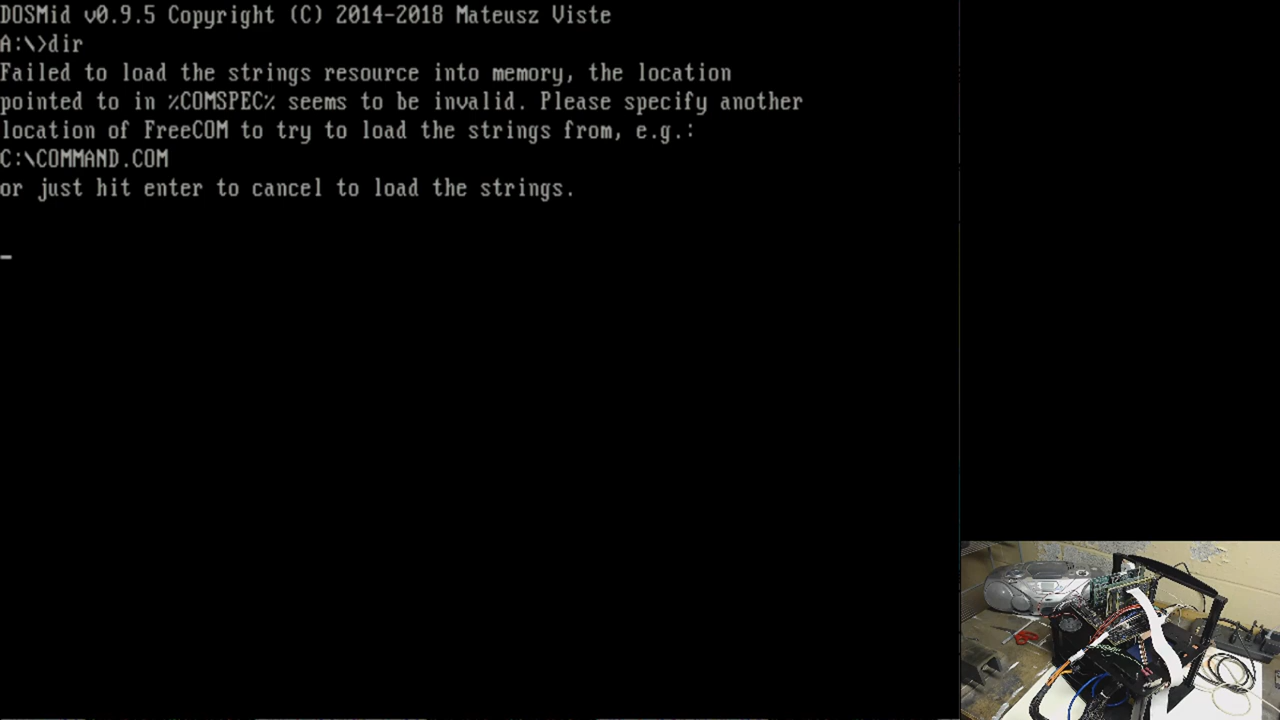 DOSMid v0.9.5 Copyright (C) 2014-2018 Mateusz Viste
A:\>dir
Failed to load the strings resource into memory, the location
pointed to in %COMSPEC% seems to be invalid. Please specify another
location of FreeCOM to try to load the strings from, e.g.:
C:\COMMAND.COM
or just hit enter to cancel to load the strings.